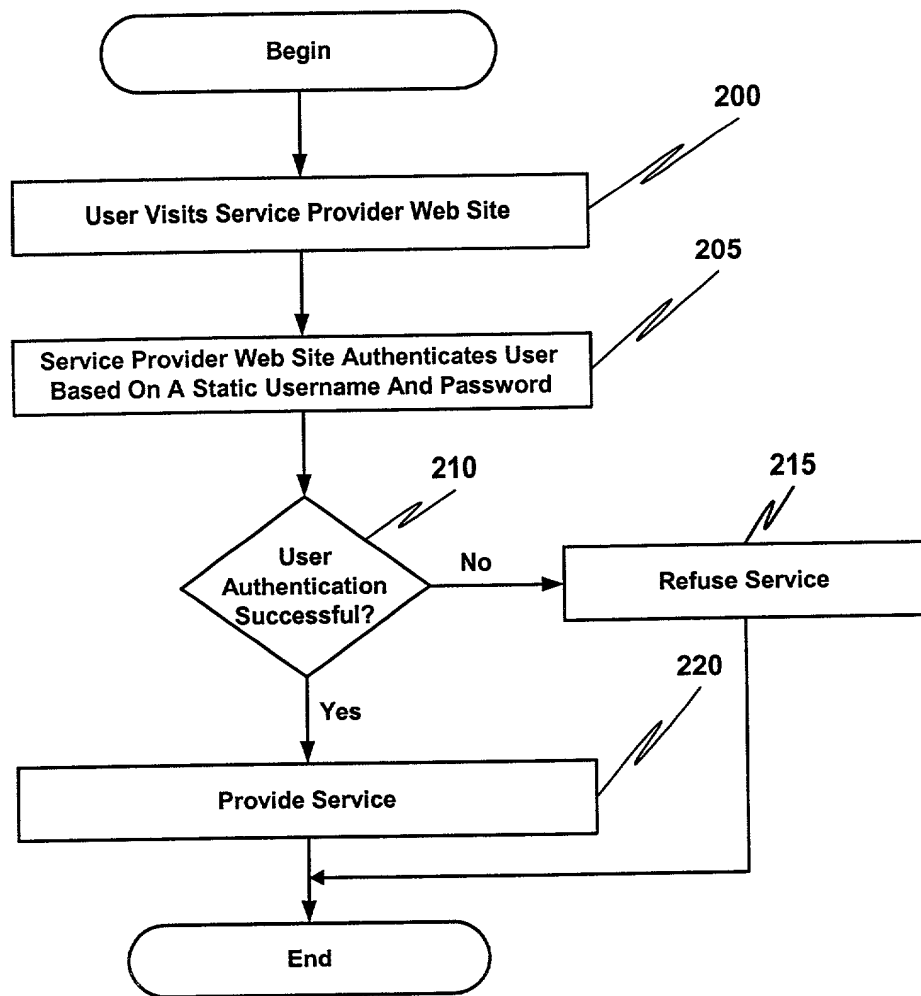 Begin
200
User Visits Service Provider Web Site
205
Service Provider Web Site Authenticates User
Based On A Static Username And Password
210
215
User
Authentication
Successful?
No
Refuse Service
220
Yes
Provide Service
End